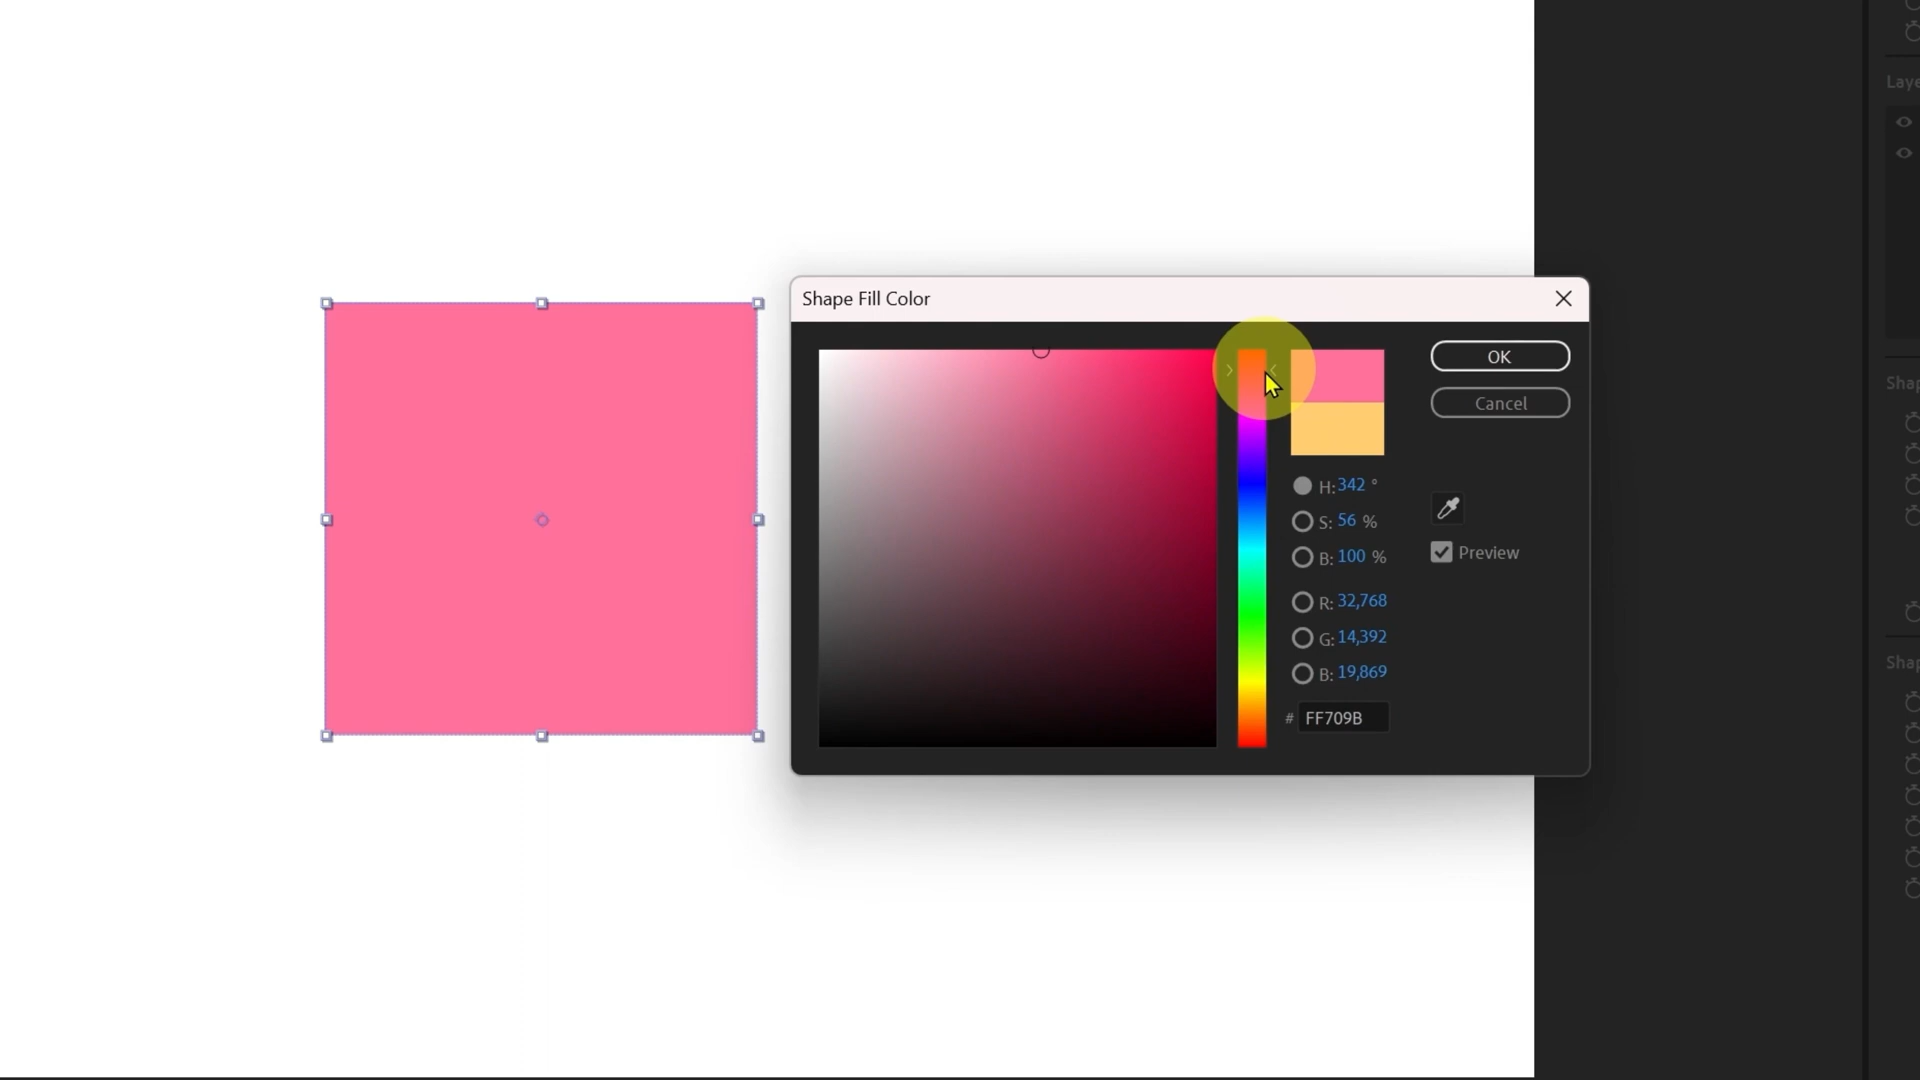 Laye
Shape Fill Color
OK
Shap
Cancel
H: 342 °
S: 56 %
B: 100 %
Preview
R: 32,768
G: 14,392
Shap
B: 19,869
# FF709B